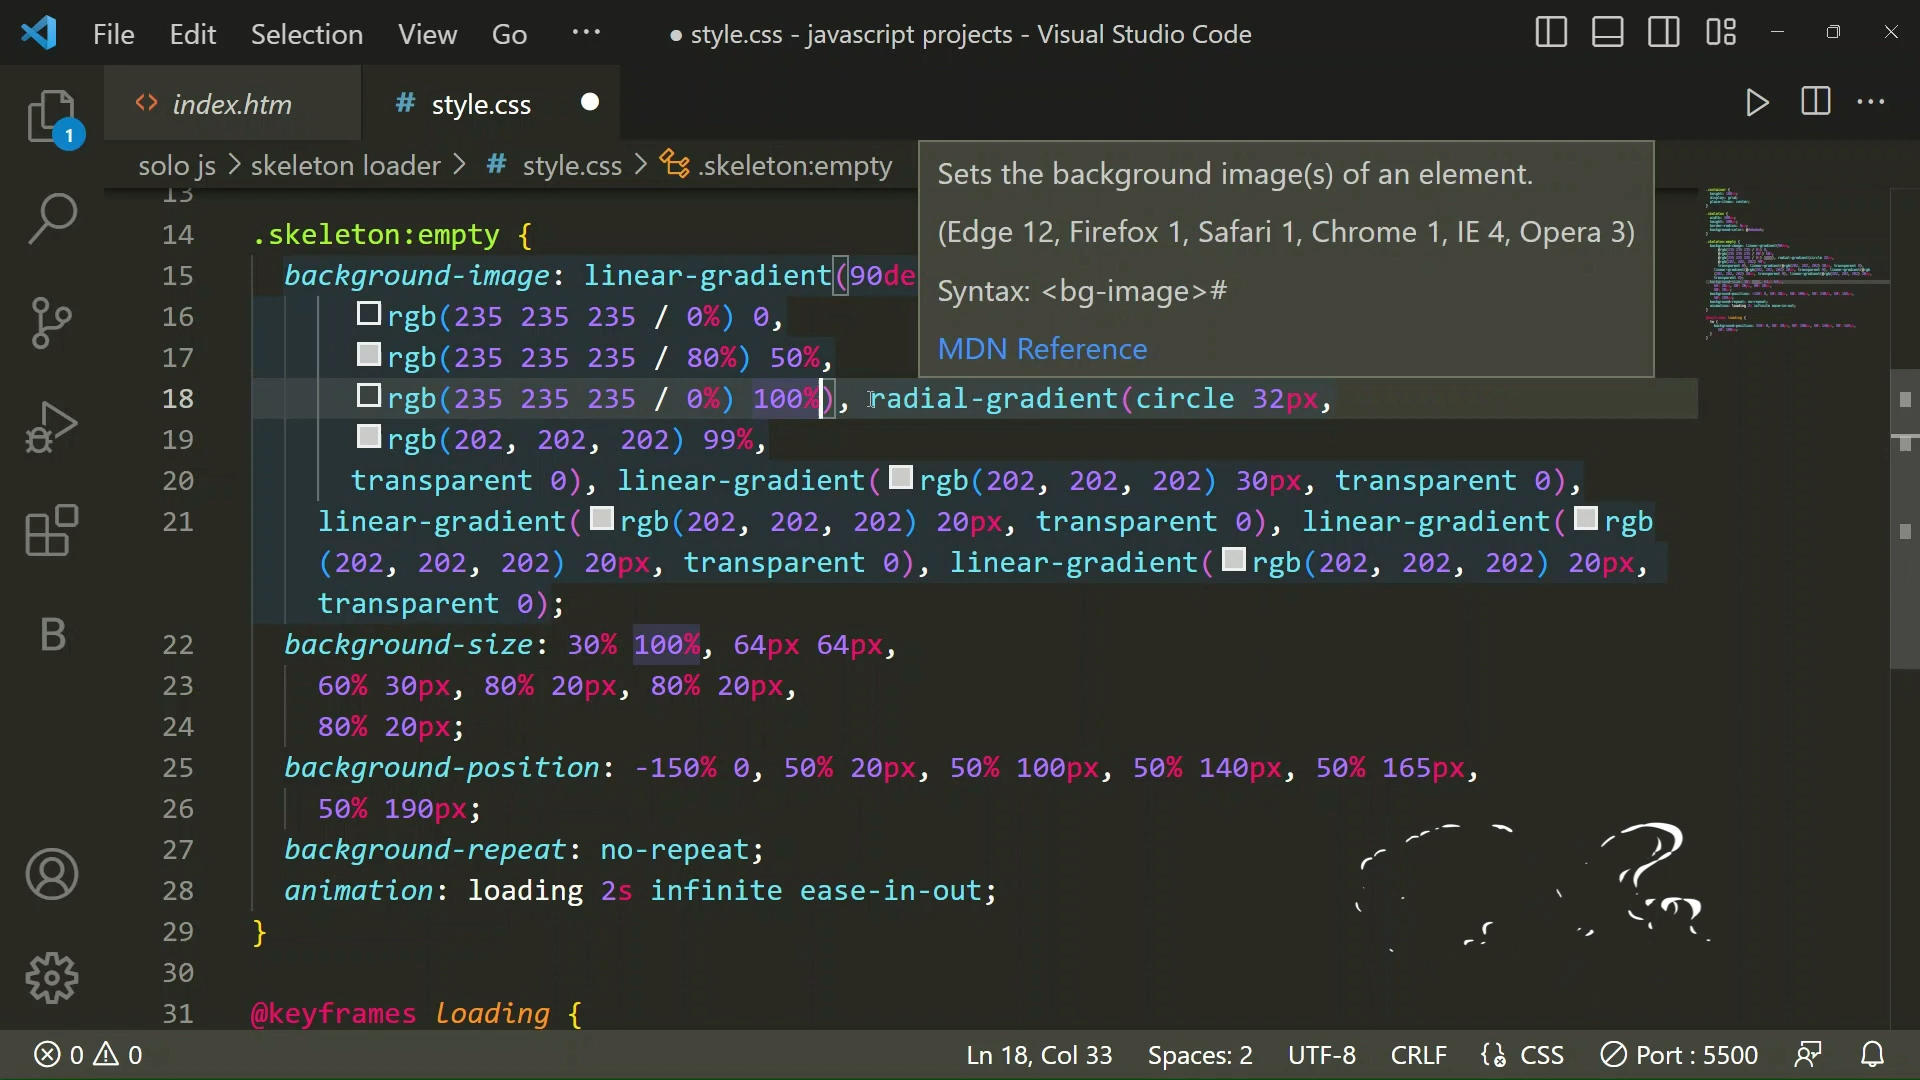 File Edit Selection View Go ··· ● style.css - javascript projects - Visual Studio Code
index.htm # style.css ●
1
solo js > skeleton loader > # style.css > .skeleton:empty
Sets the background image(s) of an element.
(Edge 12, Firefox 1, Safari 1, Chrome 1, IE 4, Opera 3)
Syntax: <bg-image>#
MDN Reference
13
14 .skeleton:empty {
15 background-image: linear-gradient(90de
16 rgb(235 235 235 / 0%) 0,
17 rgb(235 235 235 / 80%) 50%,
18 rgb(235 235 235 / 0%) 100%), radial-gradient(circle 32px,
19 rgb(202, 202, 202) 99%,
20 transparent 0), linear-gradient(rgb(202, 202, 202) 30px, transparent 0),
21 linear-gradient(rgb(202, 202, 202) 20px, transparent 0), linear-gradient(rgb
(202, 202, 202) 20px, transparent 0), linear-gradient(rgb(202, 202, 202) 20px,
transparent 0);
22 background-size: 30% 100%, 64px 64px,
23 60% 30px, 80% 20px, 80% 20px,
24 80% 20px;
25 background-position: -150% 0, 50% 20px, 50% 100px, 50% 140px, 50% 165px,
26 50% 190px;
27 background-repeat: no-repeat;
28 animation: loading 2s infinite ease-in-out;
29 }
30
31 @keyframes loading {
B
0 0 Ln 18, Col 33 Spaces: 2 UTF-8 CRLF CSS Port : 5500